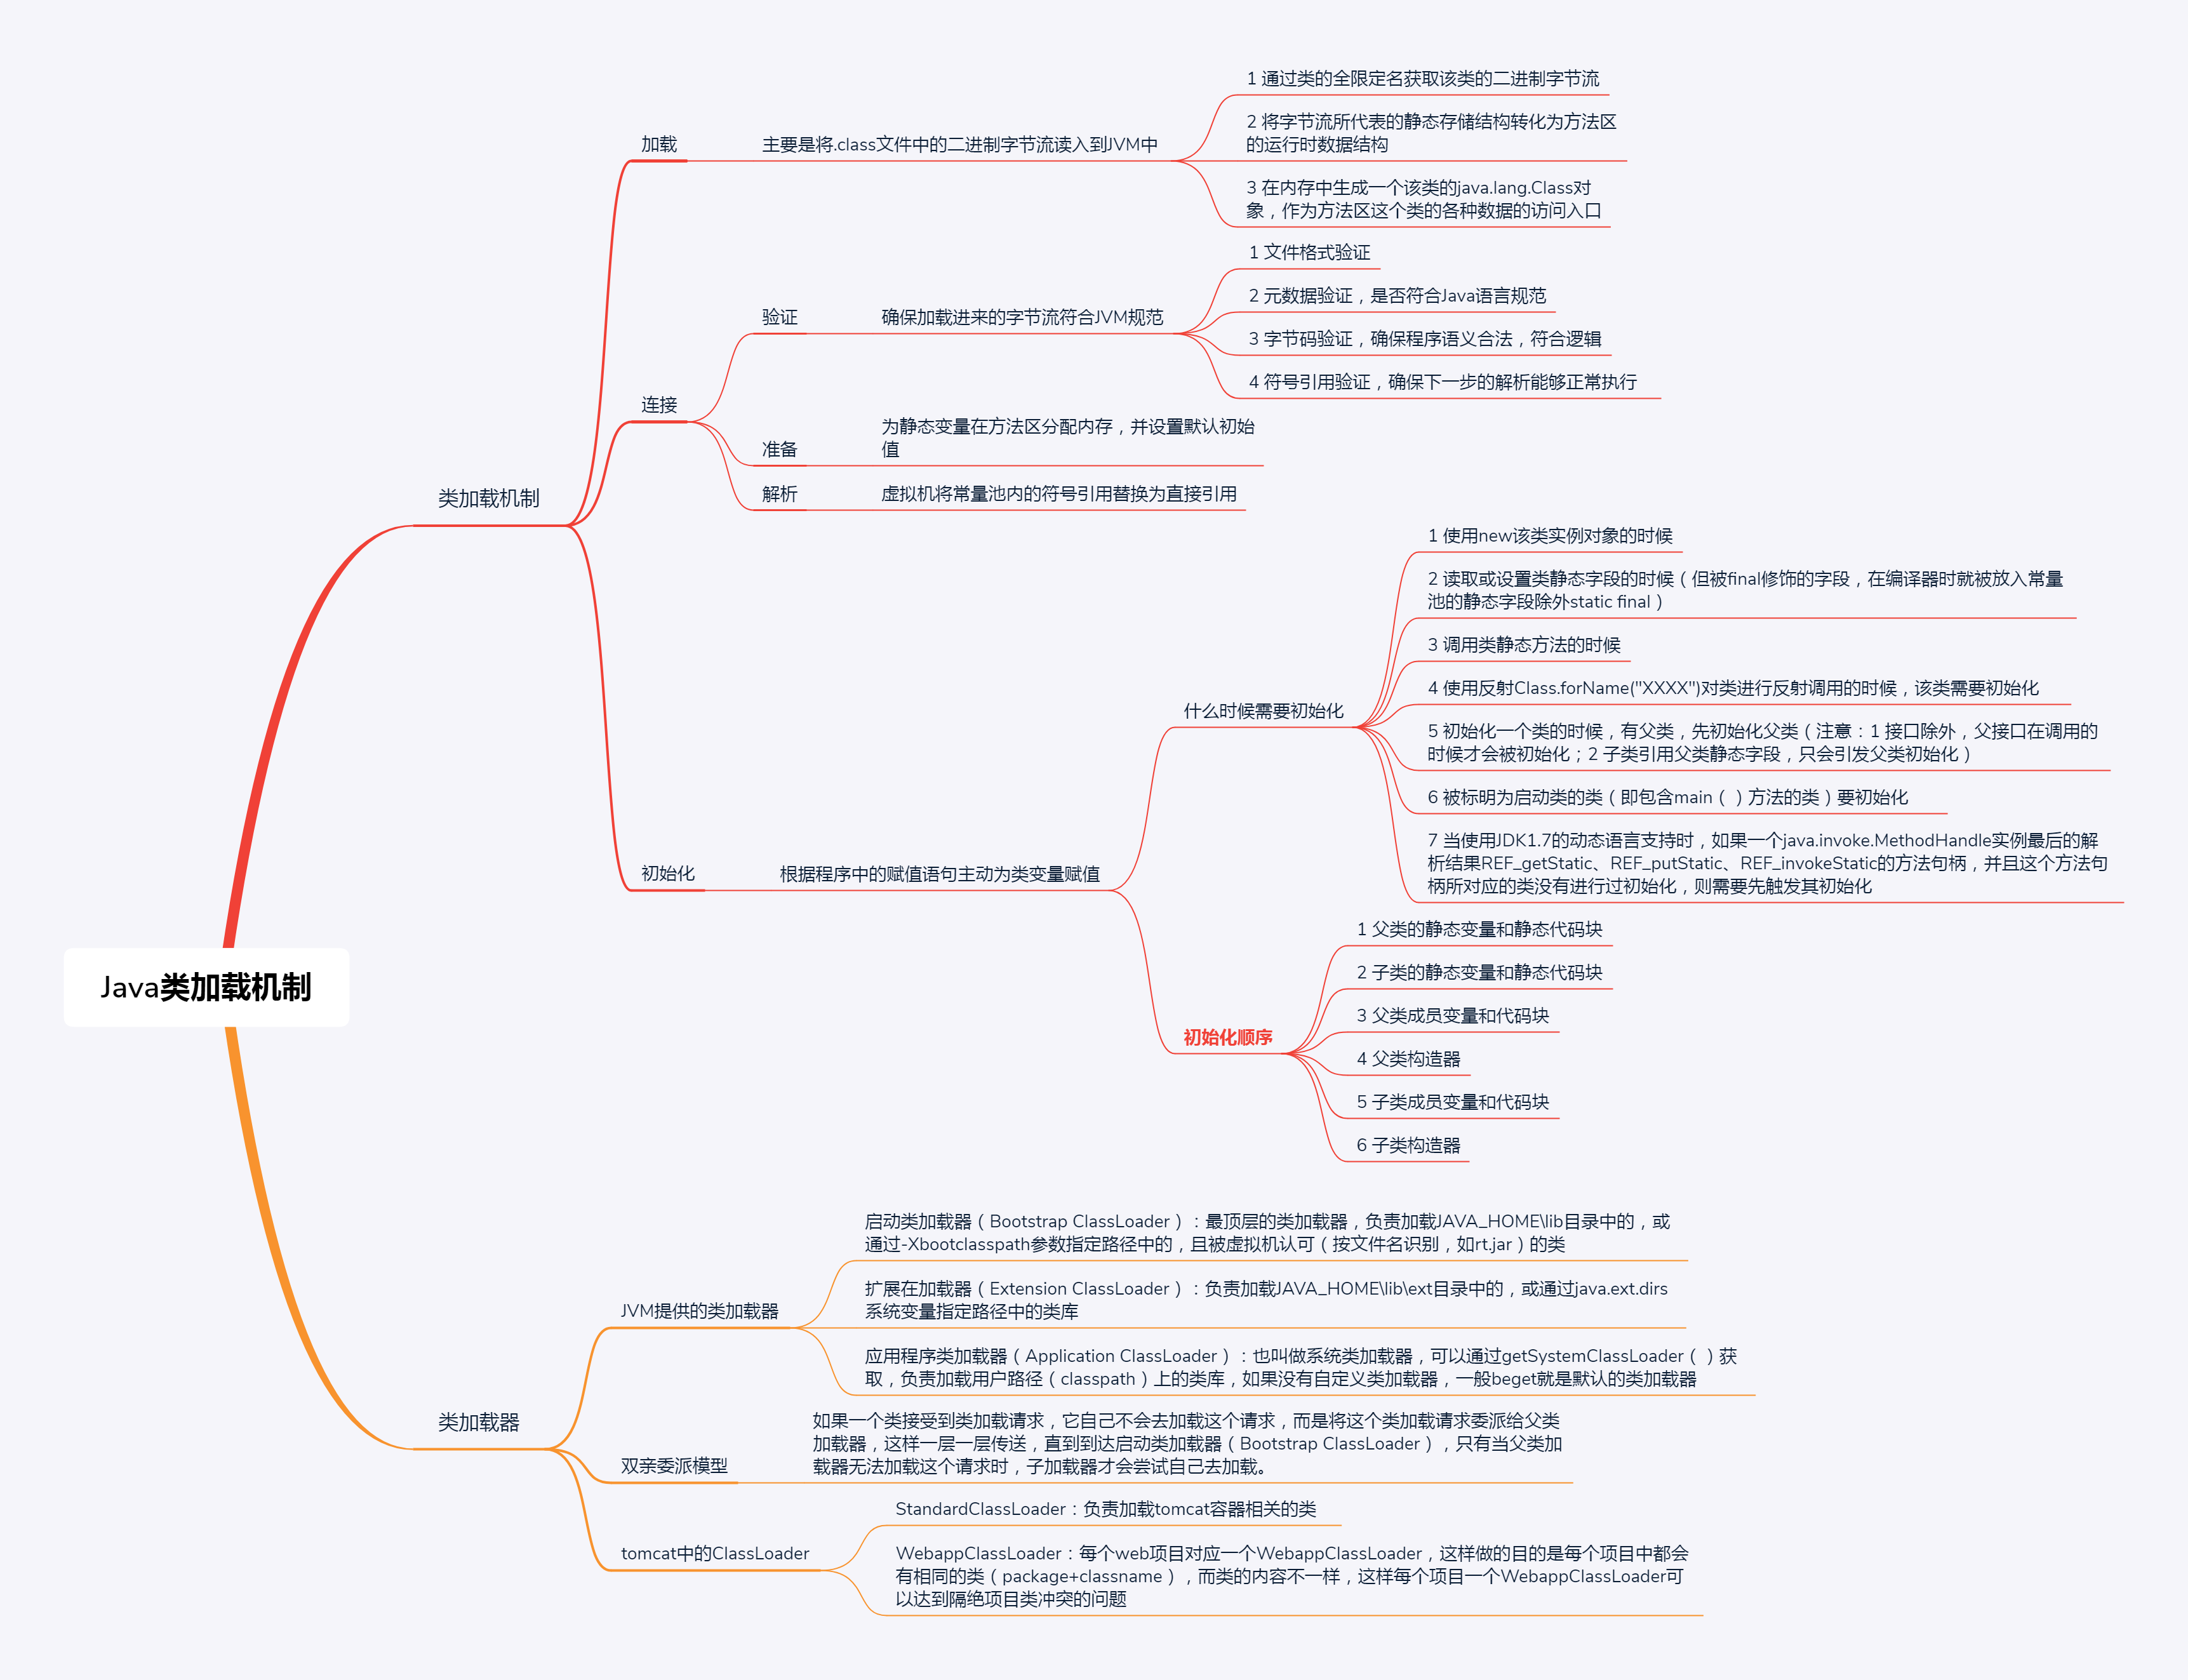 Java类加载机制
类加载机制
加载
主要是将.class文件中的二进制字节流读入到JVM中
1 通过类的全限定名获取该类的二进制字节流
2 将字节流所代表的静态存储结构转化为方法区
的运行时数据结构
3 在内存中生成一个该类的java.lang.Class对
象，作为方法区这个类的各种数据的访问入口
连接
验证
确保加载进来的字节流符合JVM规范
1 文件格式验证
2 元数据验证，是否符合Java语言规范
3 字节码验证，确保程序语义合法，符合逻辑
4 符号引用验证，确保下一步的解析能够正常执行
准备
为静态变量在方法区分配内存，并设置默认初始
值
解析
虚拟机将常量池内的符号引用替换为直接引用
初始化
根据程序中的赋值语句主动为类变量赋值
什么时候需要初始化
1 使用new该类实例对象的时候
2 读取或设置类静态字段的时候（但被final修饰的字段，在编译器时就被放入常量
池的静态字段除外static final）
3 调用类静态方法的时候
4 使用反射Class.forName("XXXX")对类进行反射调用的时候，该类需要初始化
5 初始化一个类的时候，有父类，先初始化父类（注意：1 接口除外，父接口在调用的
时候才会被初始化；2 子类引用父类静态字段，只会引发父类初始化）
6 被标明为启动类的类（即包含main（）方法的类）要初始化
7 当使用JDK1.7的动态语言支持时，如果一个java.invoke.MethodHandle实例最后的解
析结果REF_getStatic、REF_putStatic、REF_invokeStatic的方法句柄，并且这个方法句
柄所对应的类没有进行过初始化，则需要先触发其初始化
初始化顺序
1 父类的静态变量和静态代码块
2 子类的静态变量和静态代码块
3 父类成员变量和代码块
4 父类构造器
5 子类成员变量和代码块
6 子类构造器
类加载器
JVM提供的类加载器
启动类加载器（Bootstrap ClassLoader）：最顶层的类加载器，负责加载JAVA_HOME\lib目录中的，或
通过-Xbootclasspath参数指定路径中的，且被虚拟机认可（按文件名识别，如rt.jar）的类
扩展在加载器（Extension ClassLoader）：负责加载JAVA_HOME\lib\ext目录中的，或通过java.ext.dirs
系统变量指定路径中的类库
应用程序类加载器（Application ClassLoader）：也叫做系统类加载器，可以通过getSystemClassLoader（）获
取，负责加载用户路径（classpath）上的类库，如果没有自定义类加载器，一般beget就是默认的类加载器
双亲委派模型
如果一个类接受到类加载请求，它自己不会去加载这个请求，而是将这个类加载请求委派给父类
加载器，这样一层一层传送，直到到达启动类加载器（Bootstrap ClassLoader），只有当父类加
载器无法加载这个请求时，子加载器才会尝试自己去加载。
tomcat中的ClassLoader
StandardClassLoader：负责加载tomcat容器相关的类
WebappClassLoader：每个web项目对应一个WebappClassLoader，这样做的目的是每个项目中都会
有相同的类（package+classname），而类的内容不一样，这样每个项目一个WebappClassLoader可
以达到隔绝项目类冲突的问题